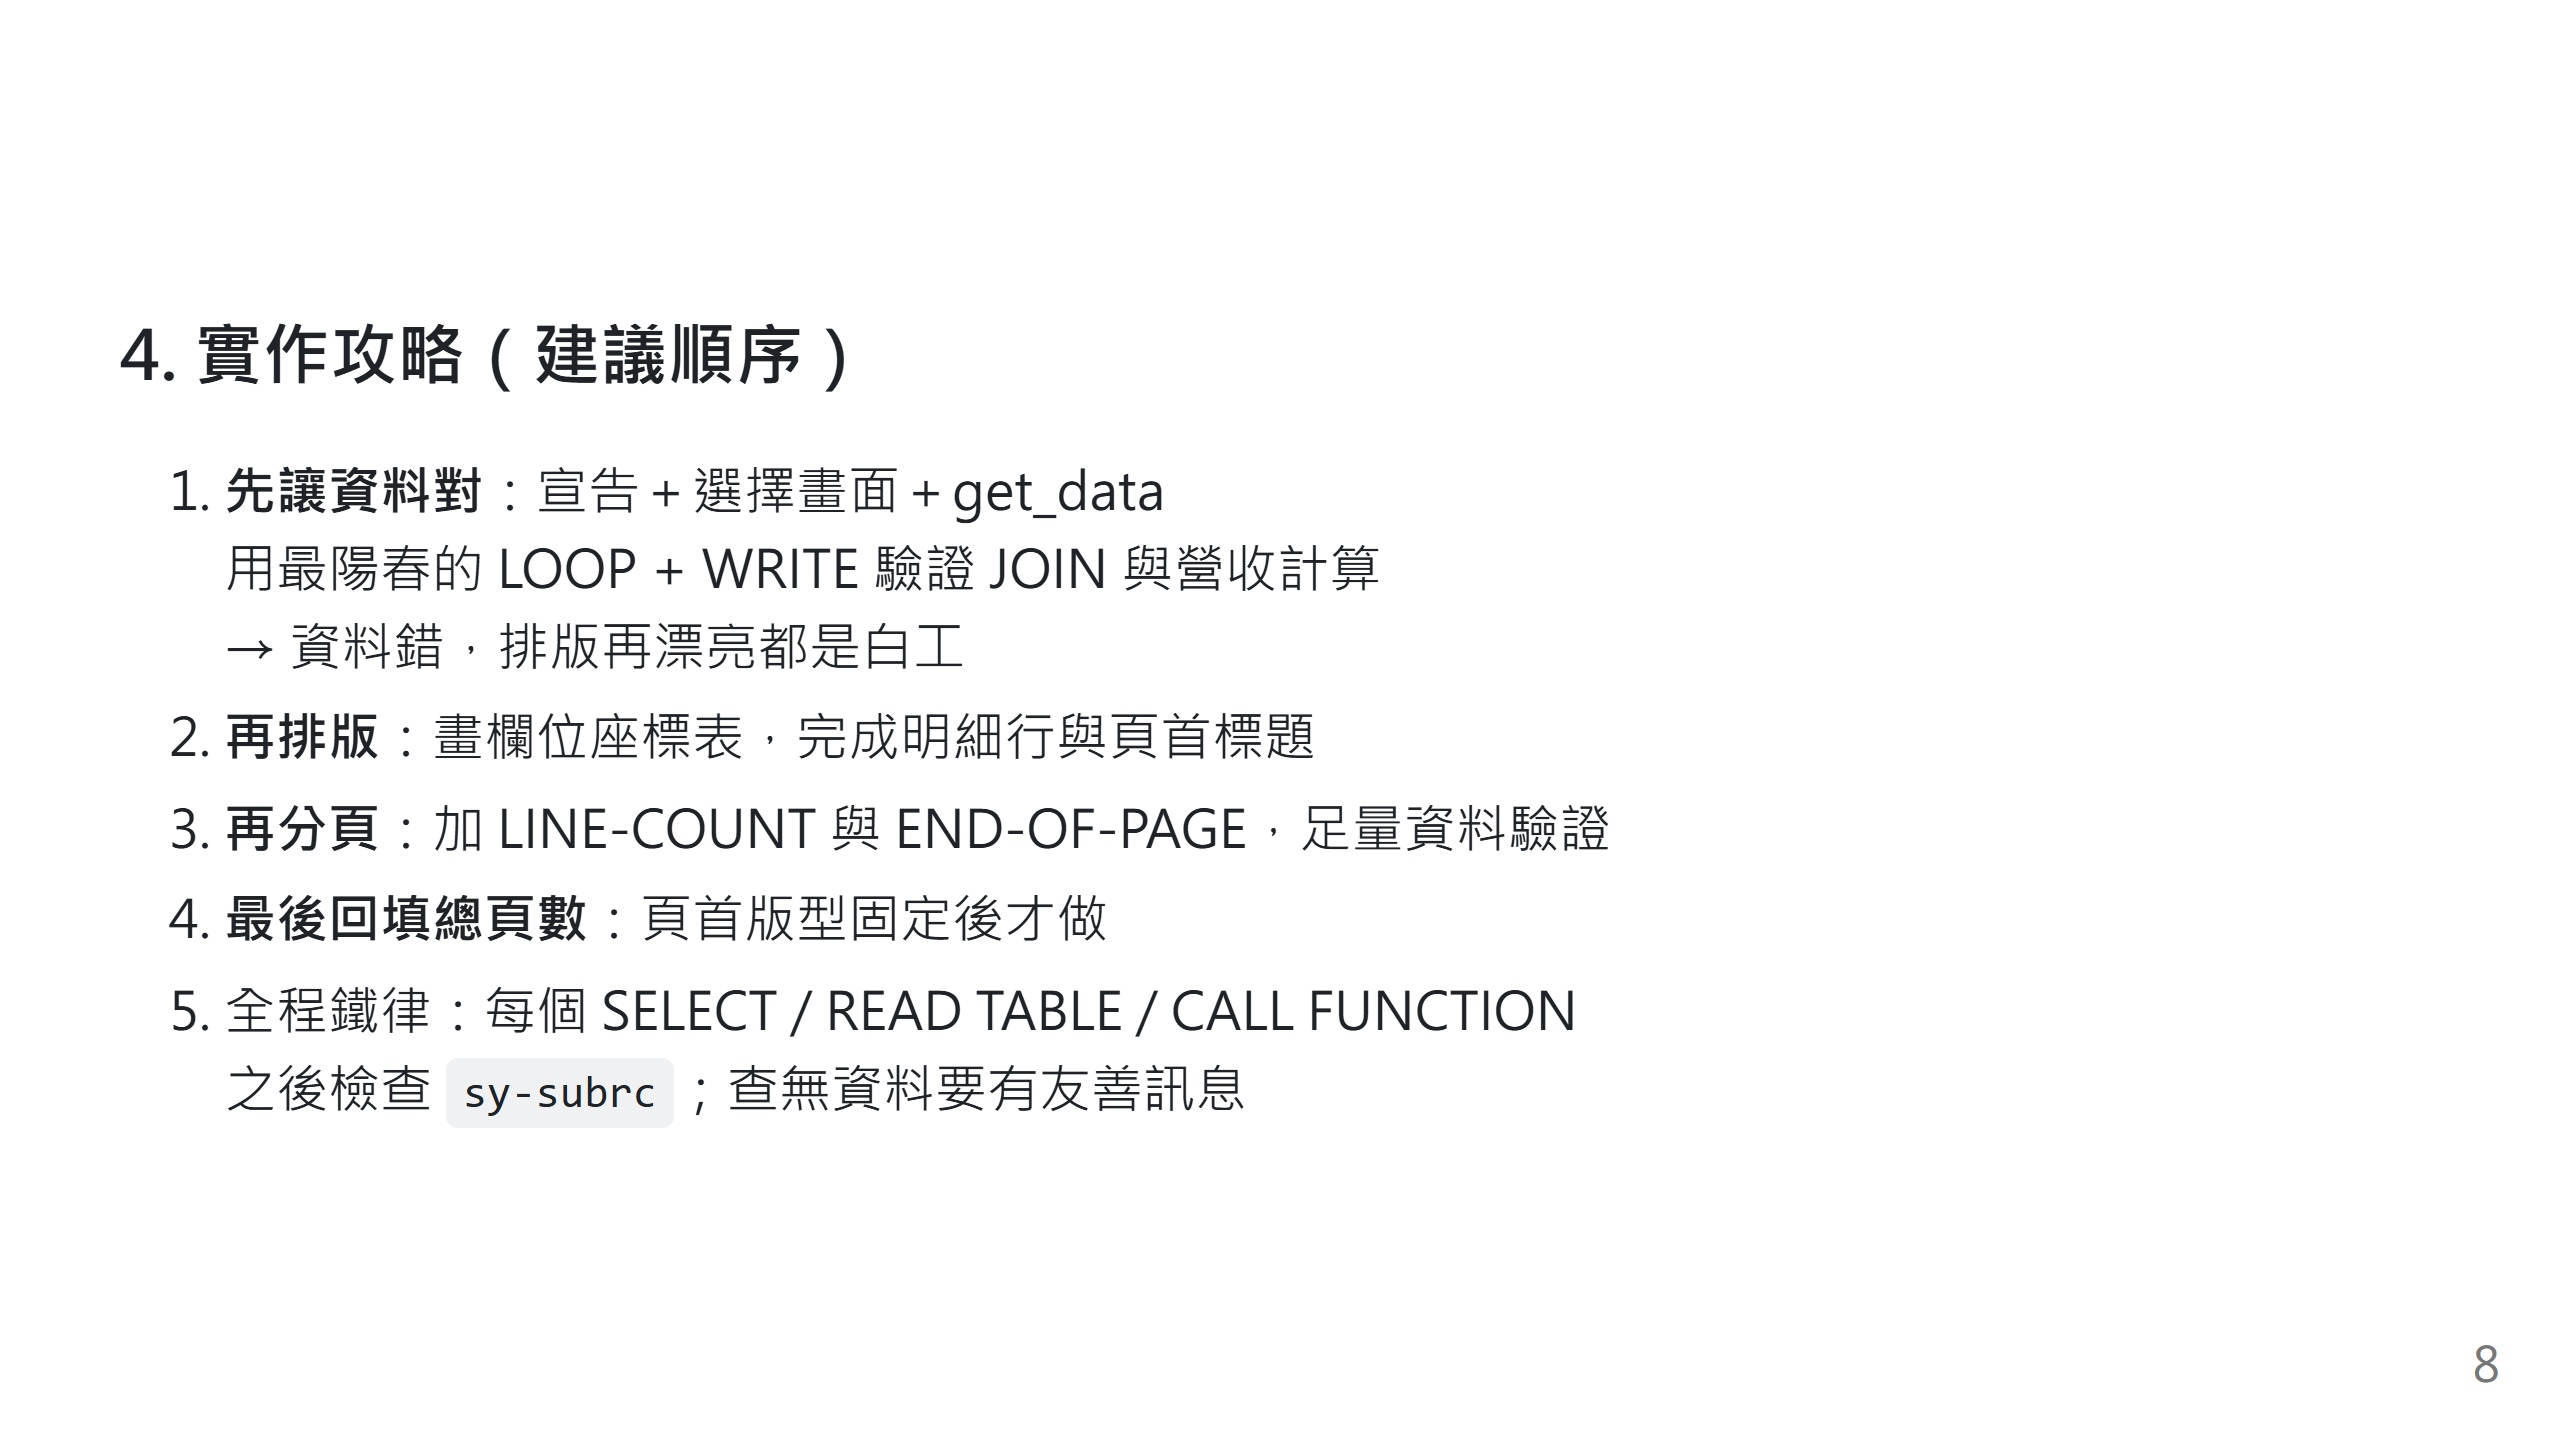 4. 實作攻略（建議順序）
1. 先讓資料對：宣告＋選擇畫面＋get_data
用最陽春的 LOOP + WRITE 驗證 JOIN 與營收計算
→ 資料錯，排版再漂亮都是白工
2. 再排版：畫欄位座標表，完成明細行與頁首標題
3. 再分頁：加 LINE-COUNT 與 END-OF-PAGE，足量資料驗證
4. 最後回填總頁數：頁首版型固定後才做
5. 全程鐵律：每個 SELECT / READ TABLE / CALL FUNCTION
之後檢查 sy-subrc；查無資料要有友善訊息
8